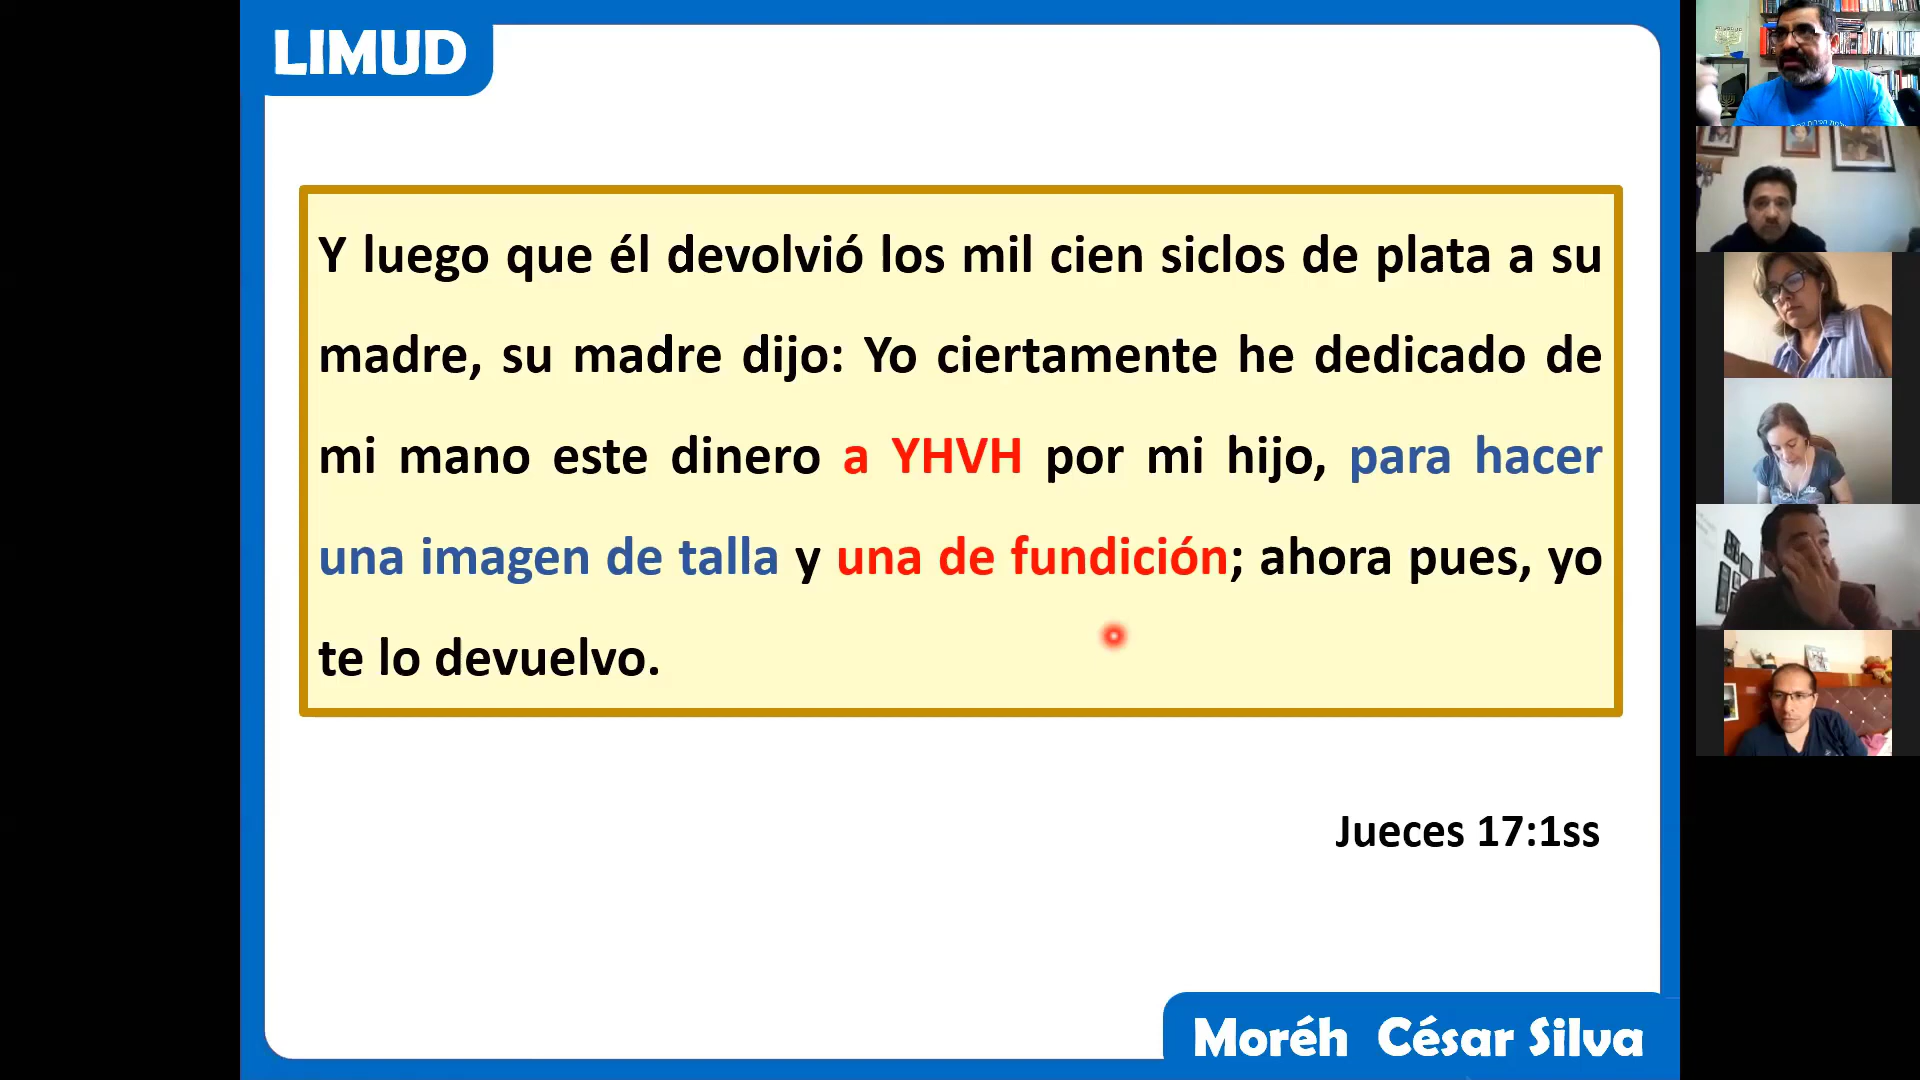 LIMUD
Y luego que él devolvió los mil cien siclos de plata a su
madre, su madre dijo: Yo ciertamente he dedicado de
mi mano este dinero a YHVH por mi hijo, para hacer
una imagen de talla y una de fundición; ahora pues, yo
te lo devuelvo.
Jueces 17:1ss
Moréh César Silva